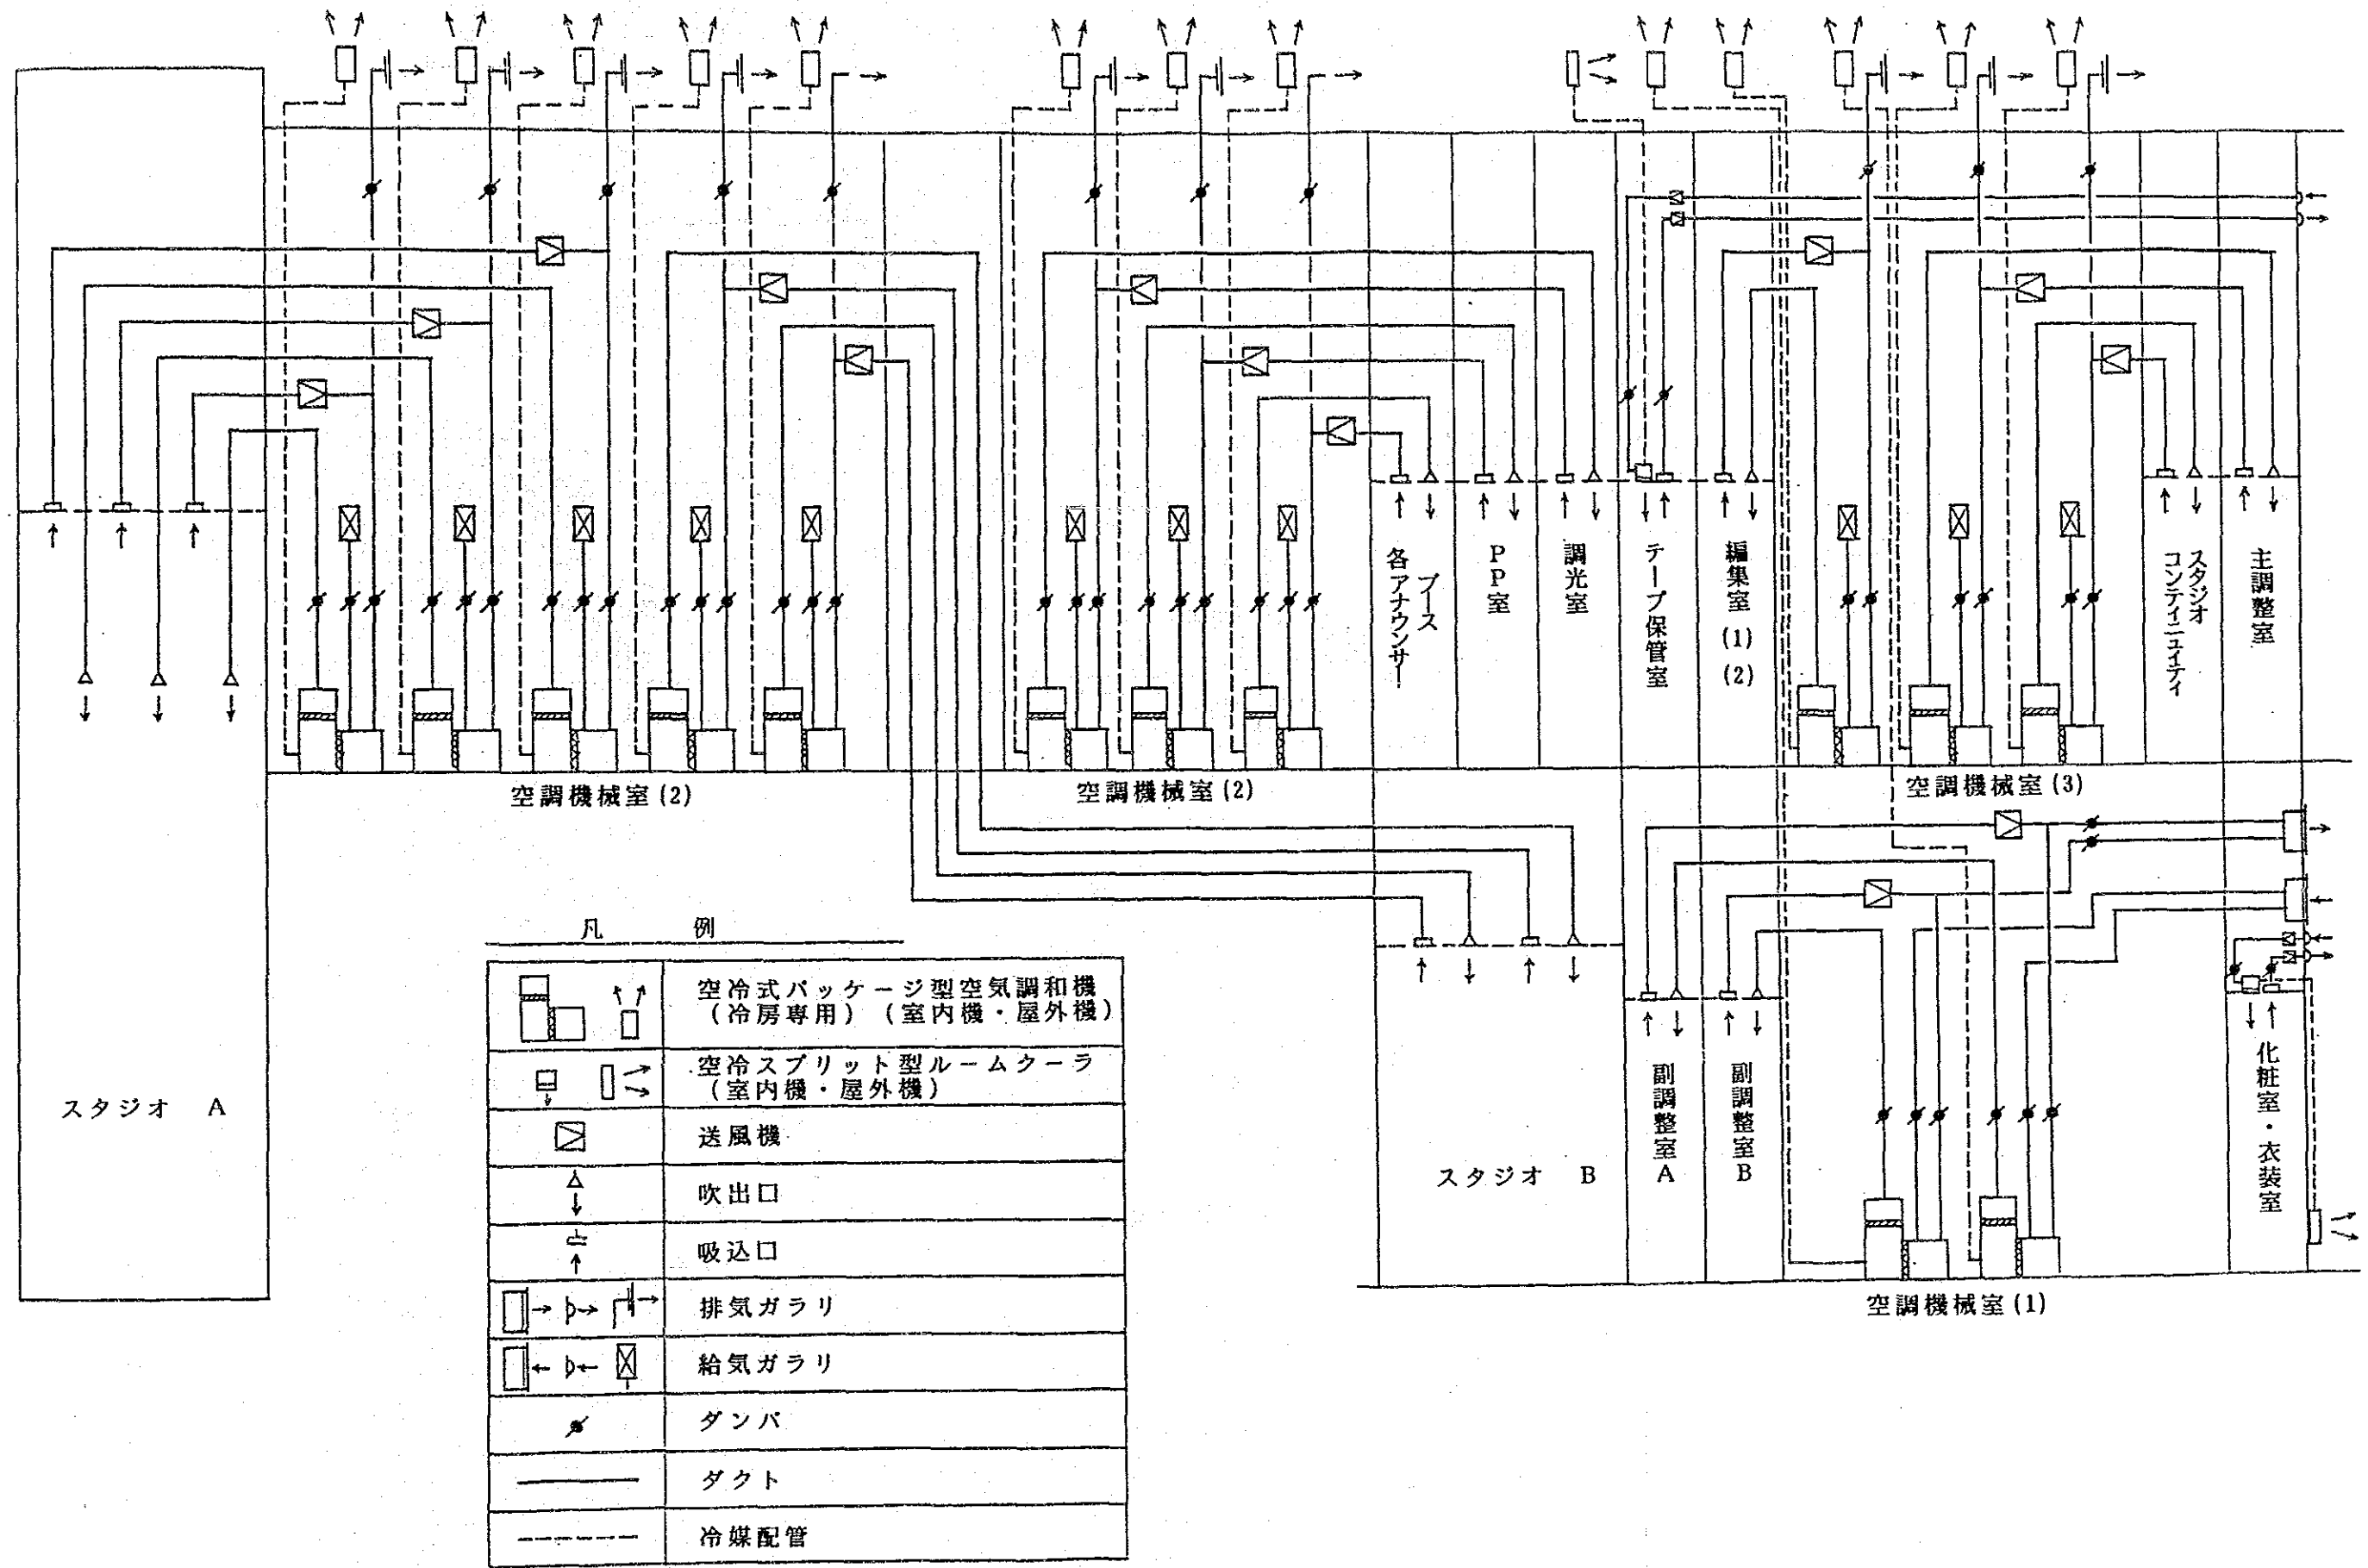 各アナウンサー
ブース
PP室
調光室
テープ保管室
編集室(1)(2)
スタジオ
コンティニュイティ
主調整室
空調機械室(2)
空調機械室(2)
空調機械室(3)
スタジオ A
スタジオ B
副調整室A
副調整室B
化粧室・衣装室
空調機械室(1)
凡例
空冷式パッケージ型空気調和機
(冷房専用)(室内機・屋外機)
空冷スプリット型ルームクーラ
(室内機・屋外機)
送風機
吹出口
吸込口
排気ガラリ
給気ガラリ
ダンパ
ダクト
冷媒配管